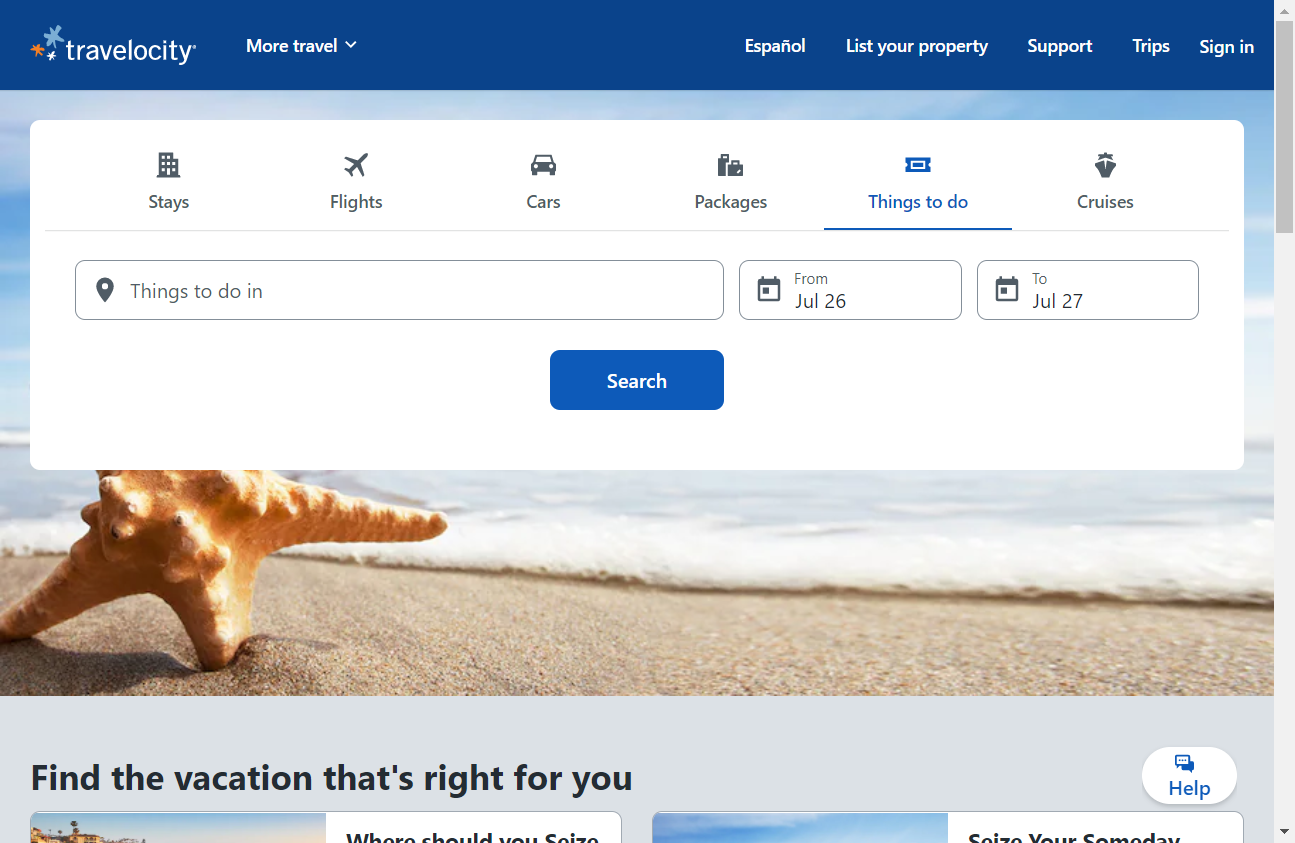 travelocity
More travel
Español
List your property
Support
Trips
Sign in
Stays
Flights
Cars
Packages
Things to do
Cruises
Things to do in
From
Jul 26
To
Jul 27
Search
Find the vacation that's right for you
Help
Where should you Seize
Seize Your Someday